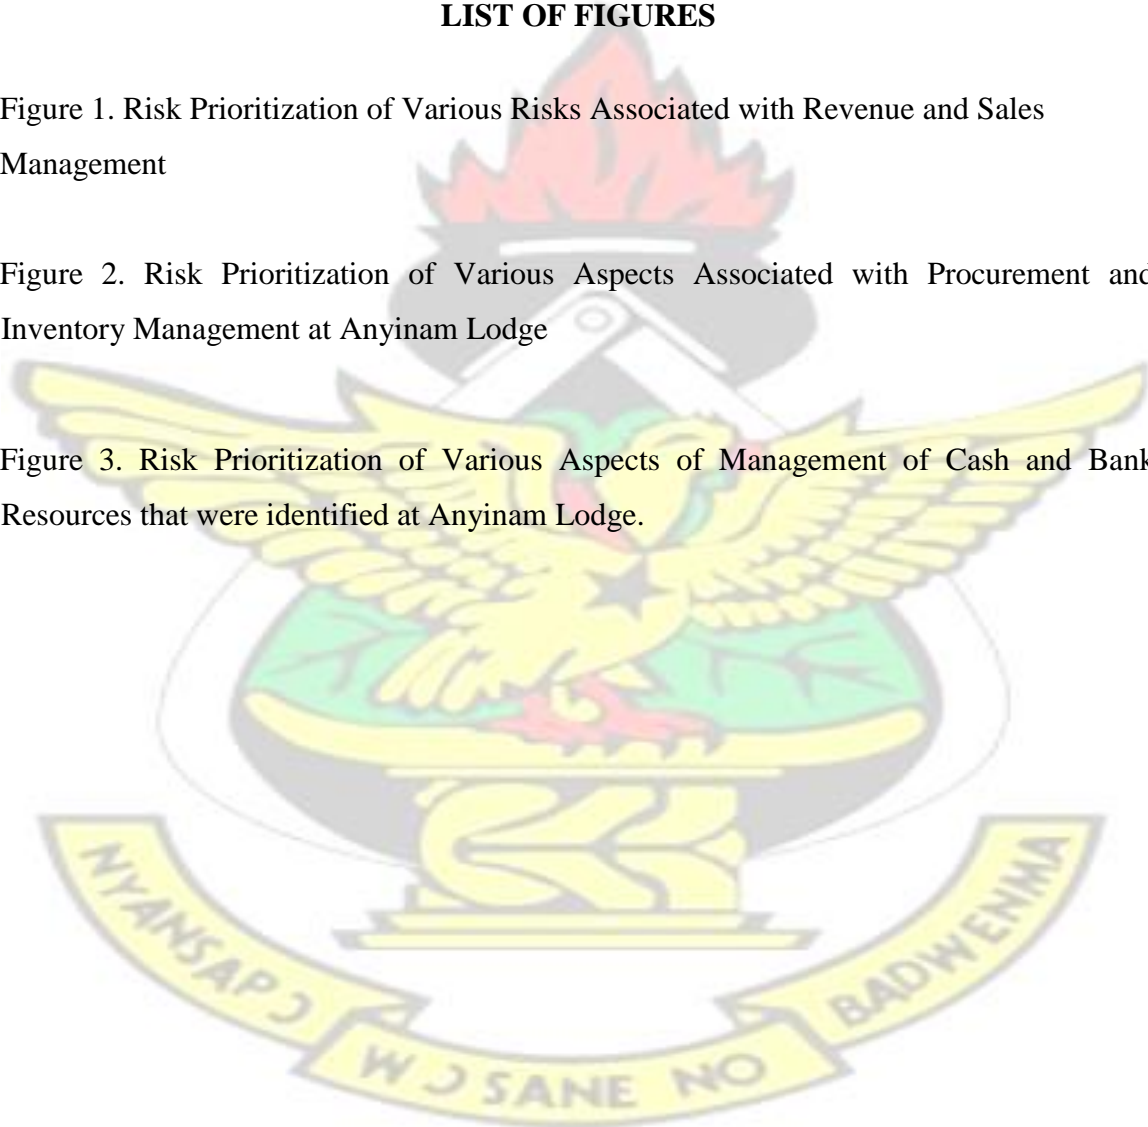 LIST OF FIGURES
Figure 1. Risk Prioritization of Various Risks Associated with Revenue and Sales
Management
Figure 2. Risk Prioritization of Various Aspects Associated with Procurement and
Inventory Management at Anyinam Lodge
Figure 3. Risk Prioritization of Various Aspects of Management of Cash and Bank
Resources that were identified at Anyinam Lodge.
NYANSAPƆ
WƆ SANE NO
BADWENMA